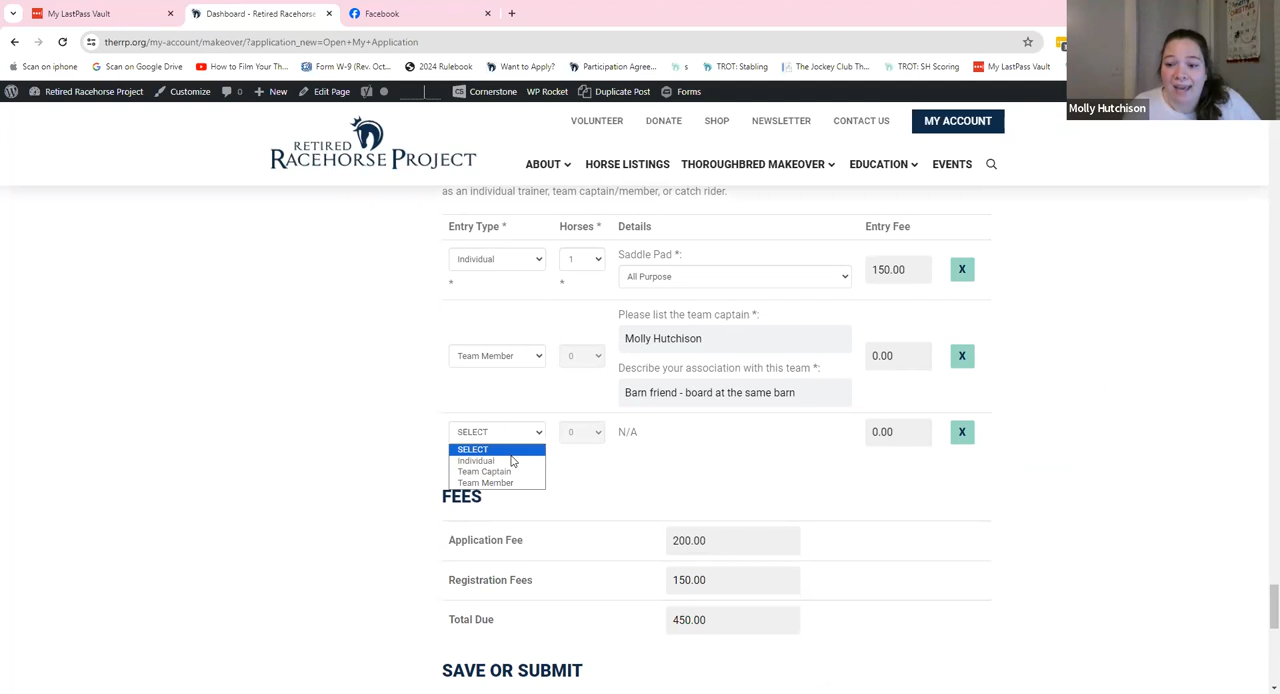 My LastPass Vault
Dashboard - Retired Racehorse
Facebook
therrp.org/my-account/makeover/?application_new=Open+My+Application
Scan on iphone
Scan on Google Drive
How to Film Your Th...
Form W-9 (Rev. Oct...
2024 Rulebook
Want to Apply?
Participation Agree...
s
TROT: Stabling
The Jockey Club Th...
TROT: SH Scoring
My LastPass Vault
Retired Racehorse Project
Customize
0
New
Edit Page
CS Cornerstone
WP Rocket
Duplicate Post
Forms
Molly Hutchison
RETIRED
RACEHORSE PROJECT
VOLUNTEER DONATE SHOP NEWSLETTER CONTACT US MY ACCOUNT
ABOUT HORSE LISTINGS THOROUGHBRED MAKEOVER EDUCATION EVENTS
as an individual trainer, team captain/member, or catch rider.
Entry Type * Horses * Details Entry Fee
Individual 1 Saddle Pad *:
All Purpose
150.00 X
* *
Please list the team captain *:
Molly Hutchison
Team Member 0 0.00 X
Describe your association with this team *:
Barn friend - board at the same barn
SELECT 0 N/A 0.00 X
SELECT
Individual
Team Captain
Team Member
FEES
Application Fee 200.00
Registration Fees 150.00
Total Due 450.00
SAVE OR SUBMIT